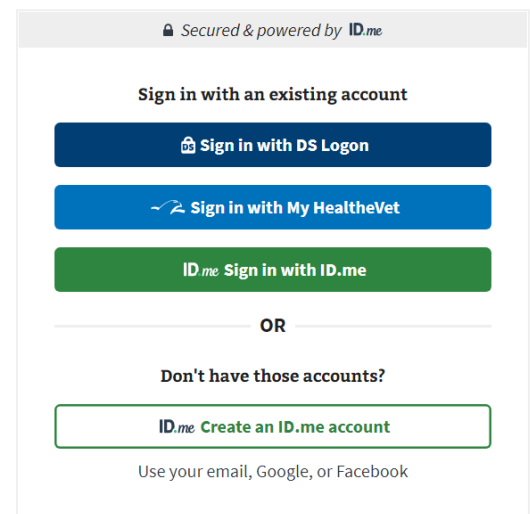 Secured & powered by ID.me
Sign in with an existing account
DS Sign in with DS Logon
Sign in with My HealtheVet
ID.me Sign in with ID.me
OR
Don't have those accounts?
ID.me Create an ID.me account
Use your email, Google, or Facebook